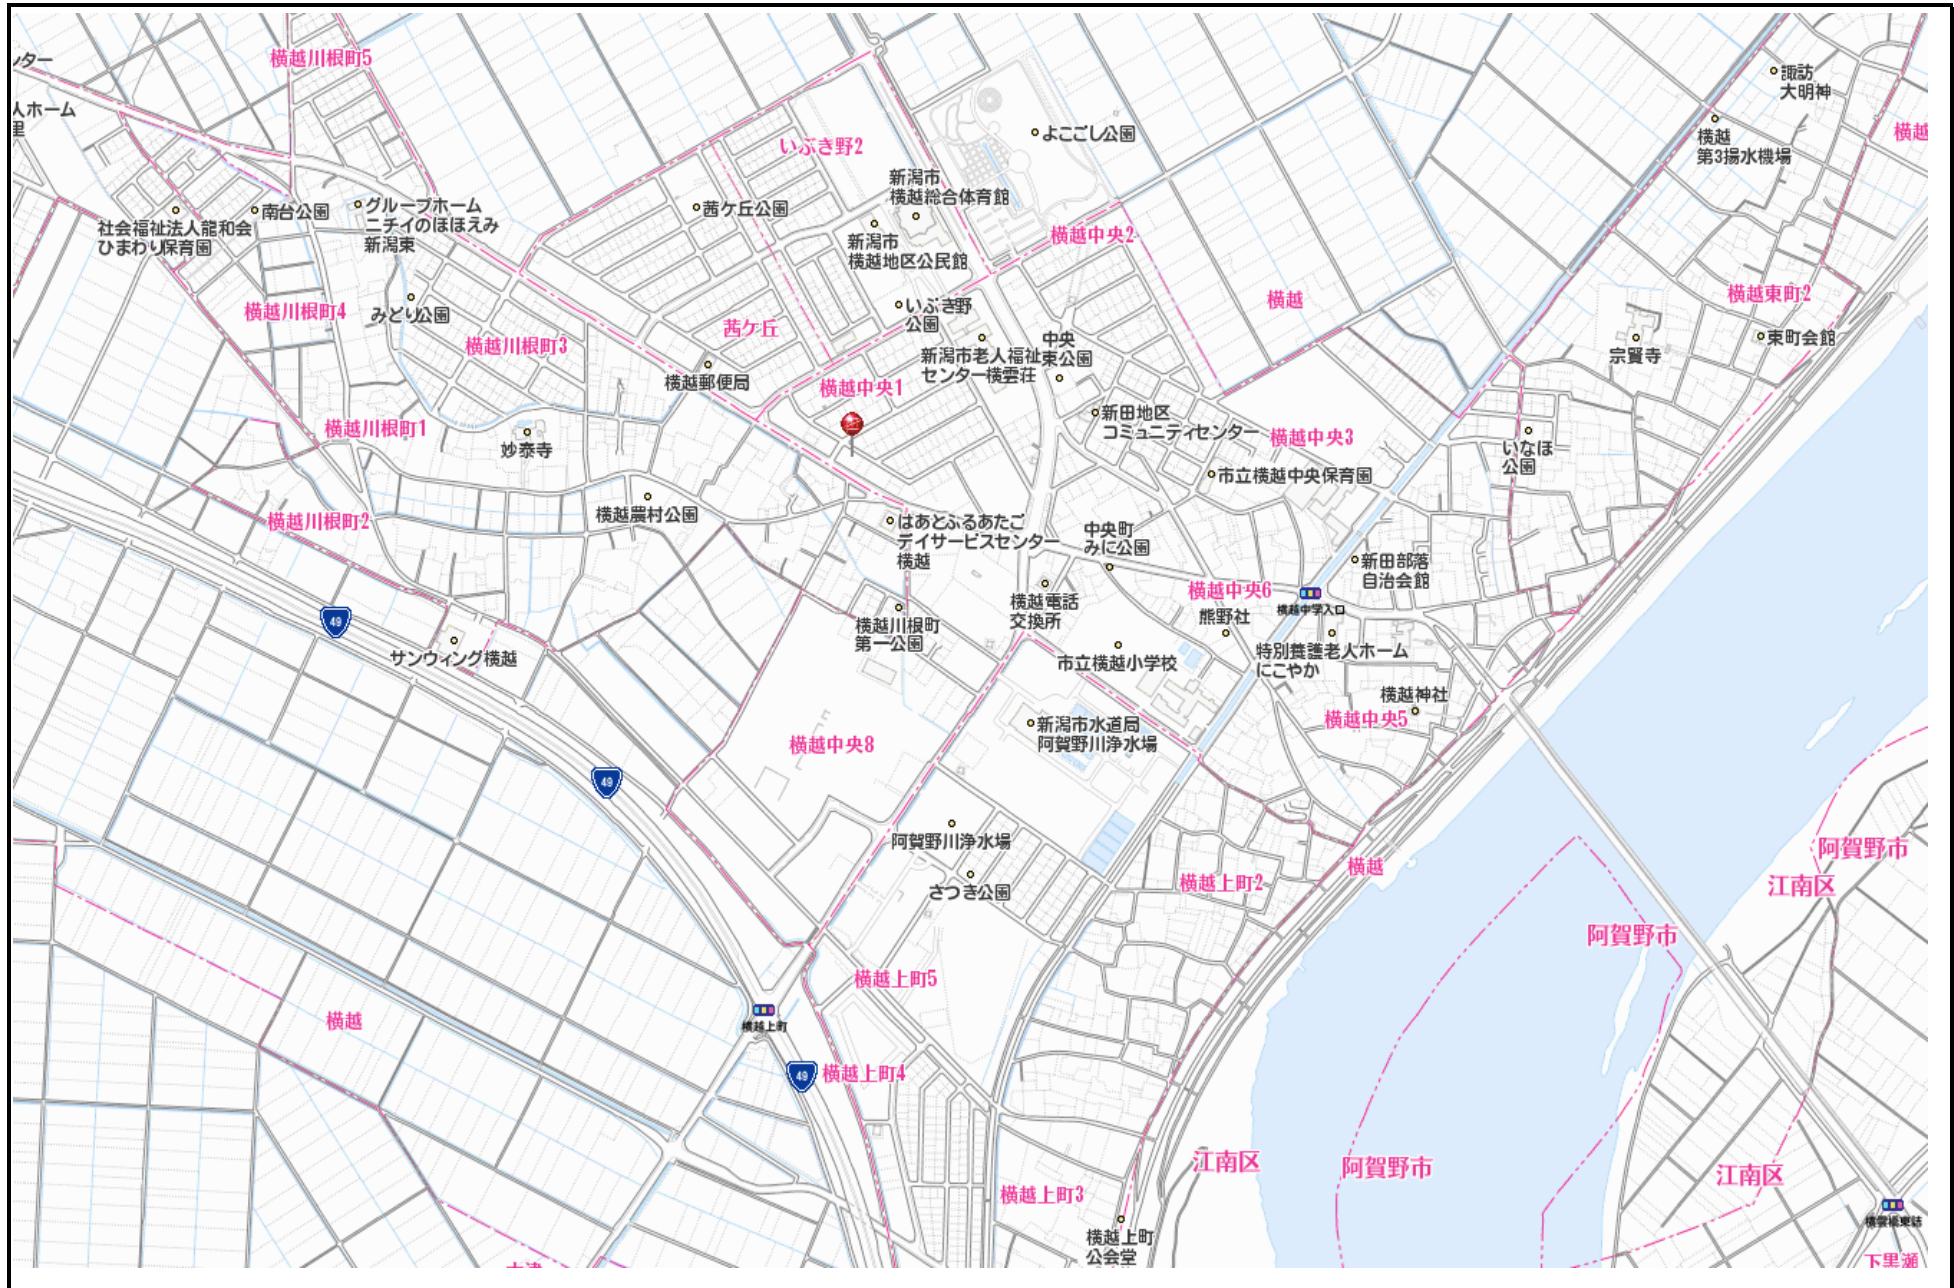 横越川根町5
ンター
人ホーム
里
諏訪
大明神
横越
第3揚水機場
横越
よこごし公園
いぶき野2
新潟市
横越総合体育館
茜ケ丘公園
南台公園
グループホーム
ニチイのほほえみ
新潟東
社会福祉法人龍和会
ひまわり保育園
新潟市
横越地区公民館
横越中央2
横越
横越東町2
横越川根町4
みどり公園
いぶき野
公園
茜ケ丘
横越川根町3
東町会館
宗賢寺
中央
東公園
新潟市老人福祉
センター横雲荘
横越郵便局
横越中央1
新田地区
コミュニティセンター
横越中央3
横越川根町1
妙泰寺
いなほ
公園
市立横越中央保育園
横越農村公園
横越川根町2
はあとふるあたご
デイサービスセンター
横越
中央町
みに公園
新田部落
自治会館
49
横越中央6
横越中学入口
横越電話
交換所
熊野社
横越川根町
第一公園
サンウィング横越
市立横越小学校
特別養護老人ホーム
にこやか
横越神社
横越中央5
新潟市水道局
阿賀野川浄水場
横越中央8
49
阿賀野川浄水場
阿賀野市
横越
横越上町2
江南区
さつき公園
阿賀野市
横越上町5
横越
横越上町
49
横越上町4
江南区
阿賀野市
江南区
横越上町3
横雲橋東詰
横越上町
公会堂
下黒瀬